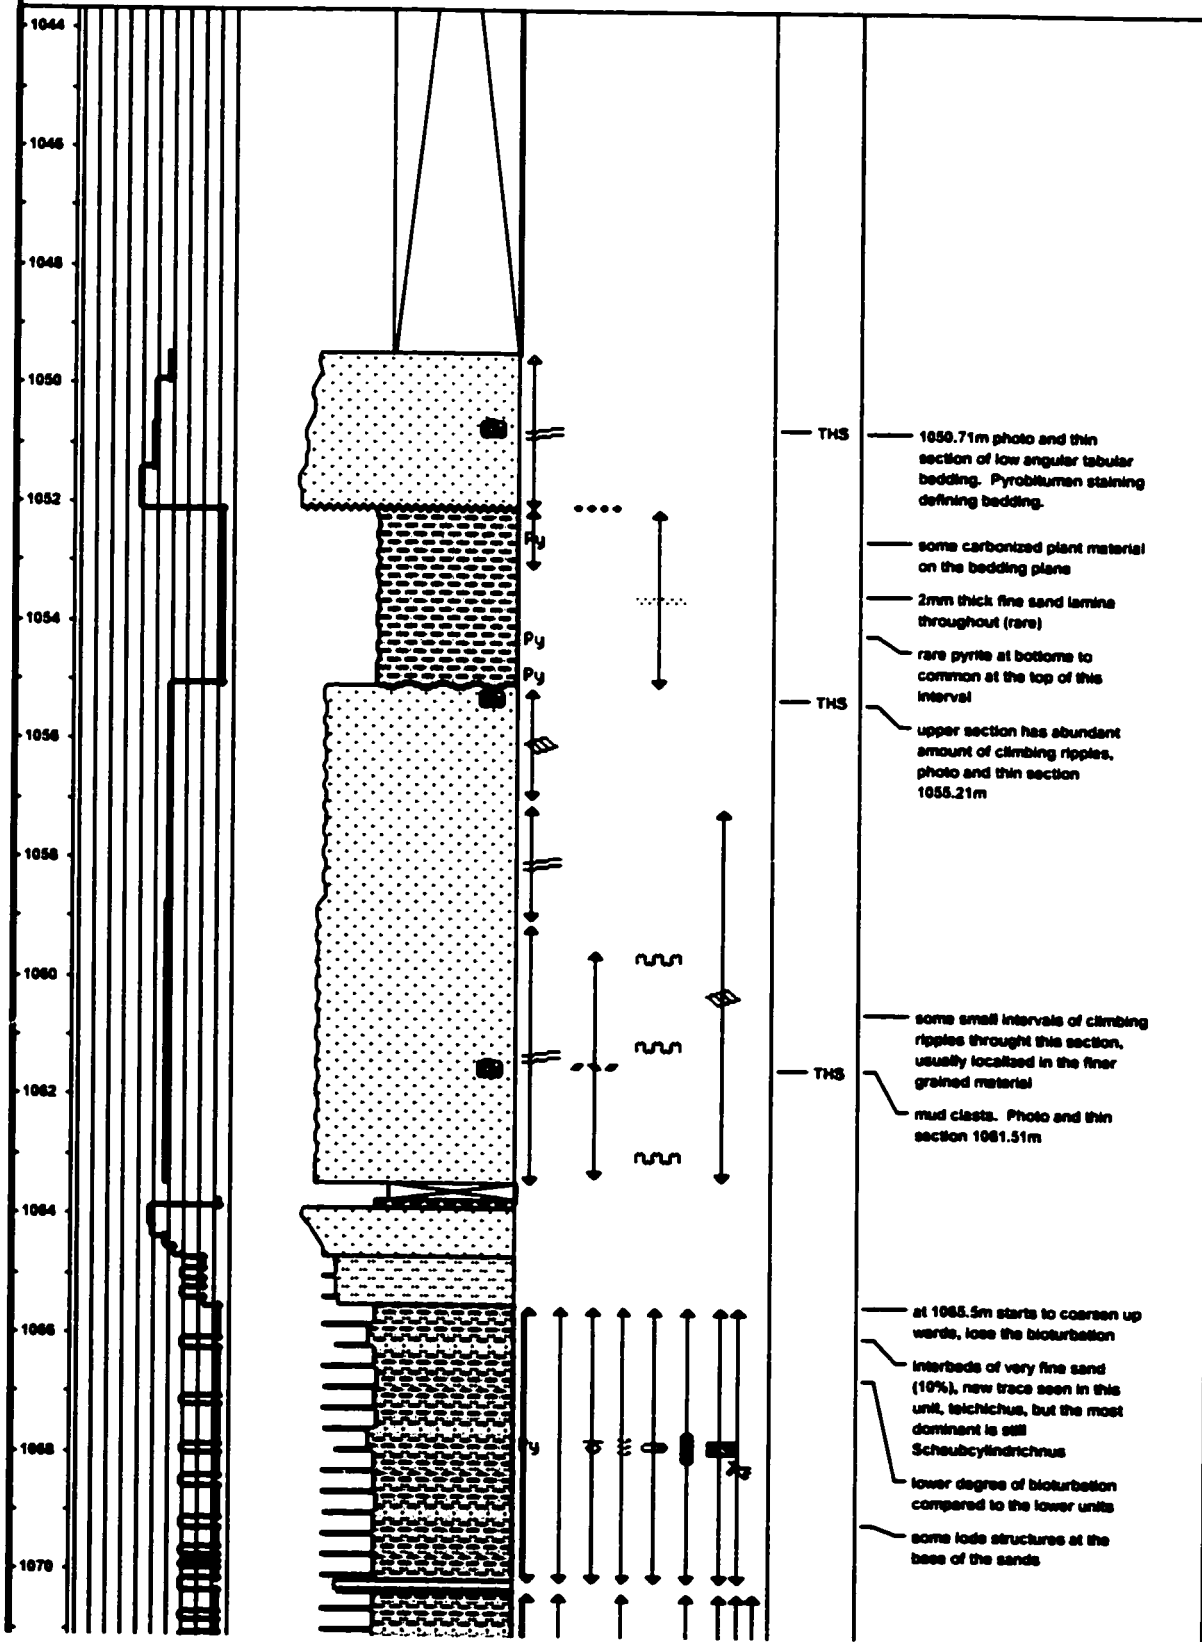 1044
1046
1048
1050
THS
1050.71m photo and thin
section of low angular tabular
bedding. Pyrobitumen staining
defining bedding.
1052
Py
some carbonized plant material
on the bedding plane
2mm thick fine sand lamine
throughout (rare)
1054
Py
rare pyrite at bottome to
common at the top of this
interval
Py
THS
1056
upper section has abundant
amount of climbing ripples,
photo and thin section
1055.21m
1058
1060
some small intervals of climbing
ripples throught this section,
usually localized in the finer
grained material
1062
THS
mud clasts. Photo and thin
section 1061.51m
1064
1066
at 1065.5m starts to coarsen up
wards, lose the bioturbation
interbeds of very fine sand
(10%), new trace seen in this
unit, teichichus, but the most
dominant is still
Schaubcylindrichnus
1068
Py
lower degree of bioturbation
compared to the lower units
some lode structures at the
base of the sands
1070